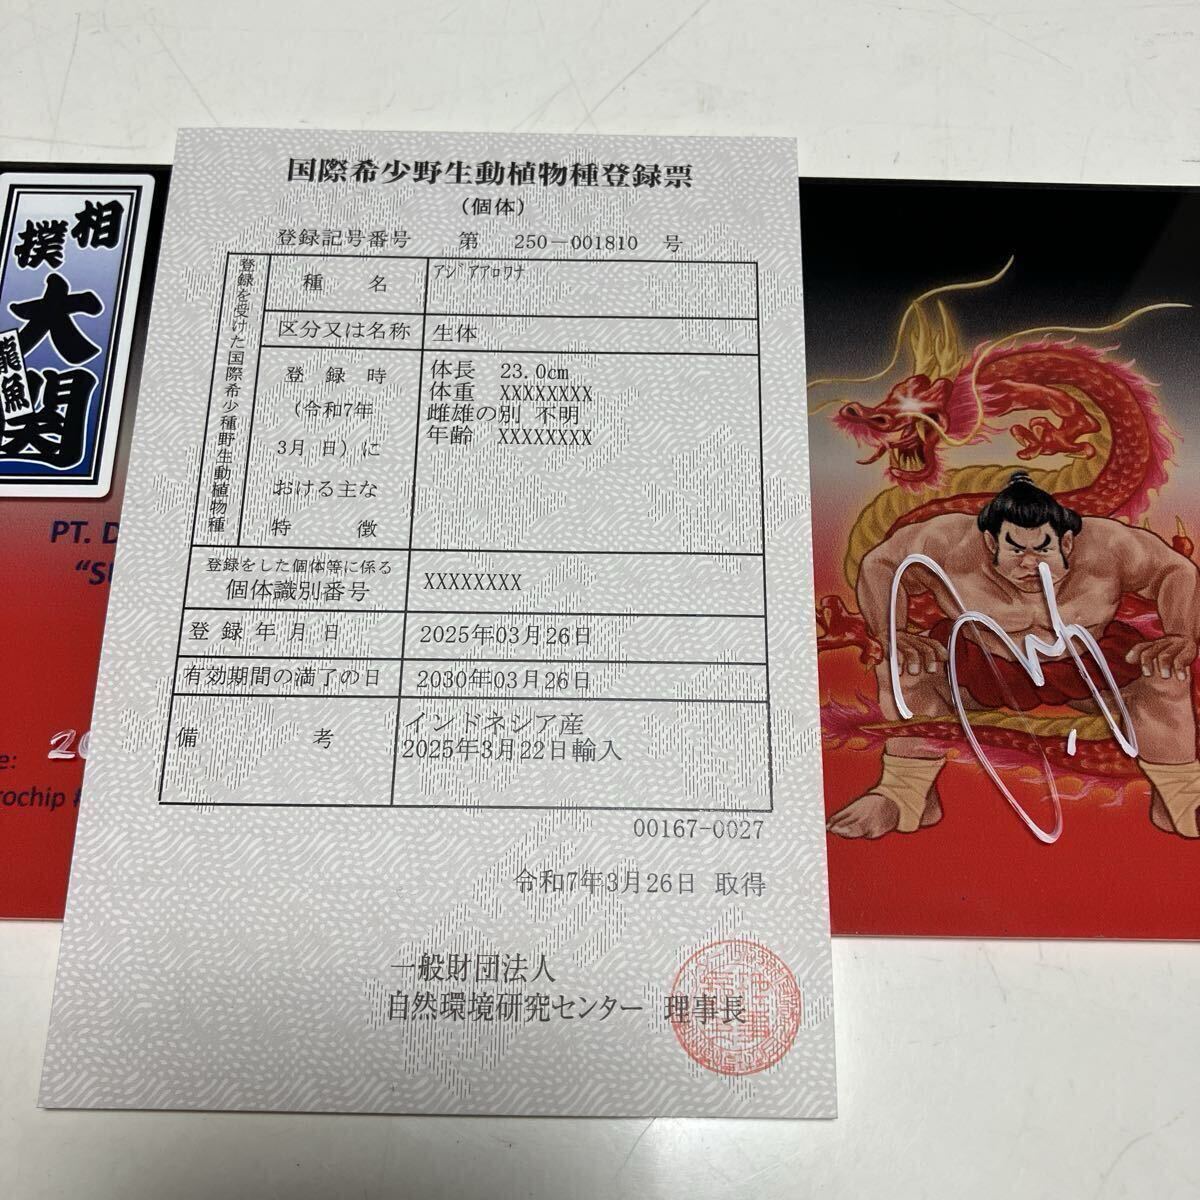 国際希少野生動植物種登録票
(個体)
登録記号番号 第 250-001810 号
登録を受けた国際希少種野生動植物種
種 名 アジアアロワナ
区分又は名称 生体
登録時
(令和7年
3月 日)に
おける主な
特 徴
体長 23.0cm
体重 XXXXXXXX
雌雄の別 不明
年齢 XXXXXXXX
登録をした個体等に係る
個体識別番号 XXXXXXXX
登録年月日 2025年03月26日
有効期間の満了の日 2030年03月26日
備 考 インドネシア産
2025年3月22日輸入
00167-0027
令和7年3月26日 取得
一般財団法人
自然環境研究センター 理事長
相撲
大関
龍魚
PT. D
“S
20
e:
rochip #